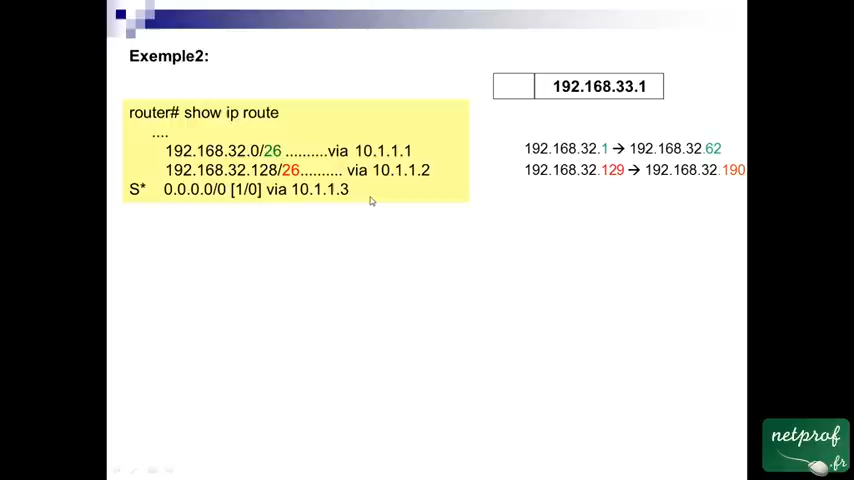 Exemple2:
192.168.33.1
router# show ip route
....
192.168.32.0/26 ..........via 10.1.1.1
192.168.32.128/26.......... via 10.1.1.2
S* 0.0.0.0/0 [1/0] via 10.1.1.3
192.168.32.1 → 192.168.32.62
192.168.32.129 → 192.168.32.190
netprof
.fr